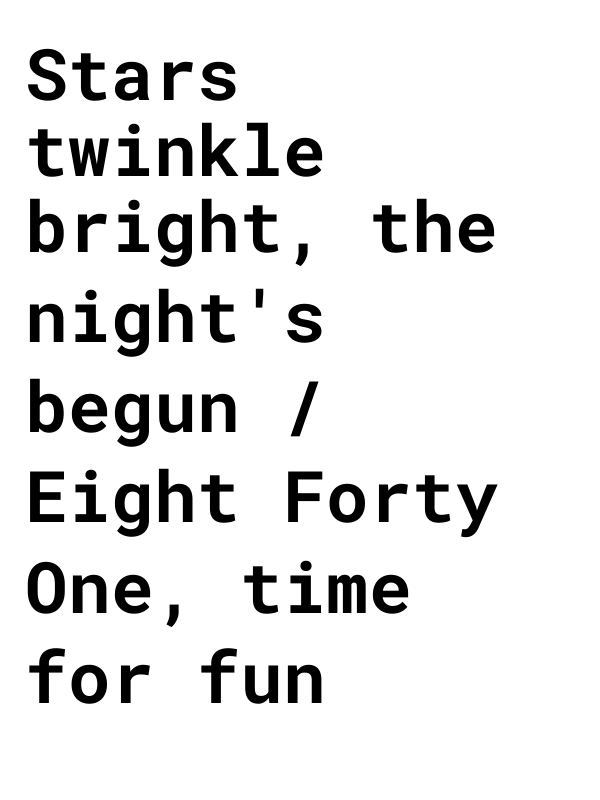 Stars
twinkle
bright, the
night's
begun /
Eight Forty
One, time
for fun